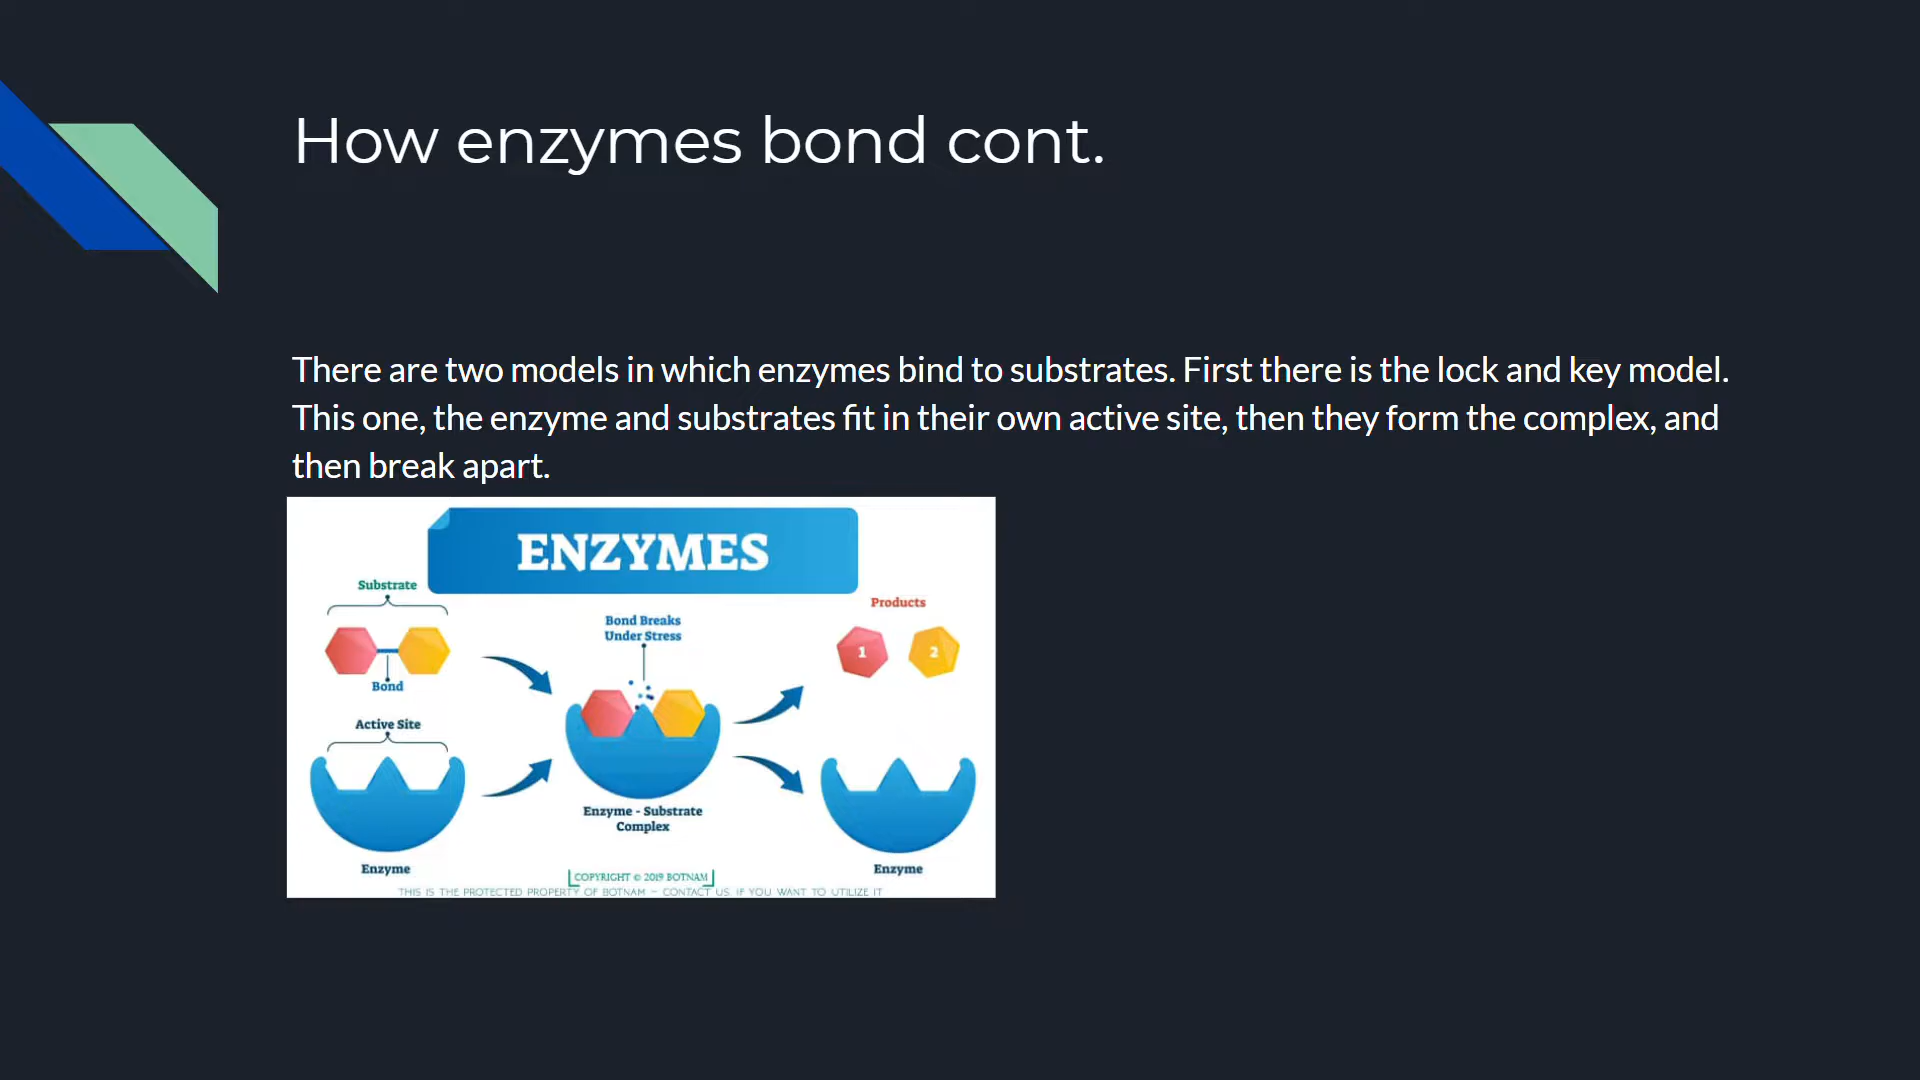 How enzymes bond cont.
There are two models in which enzymes bind to substrates. First there is the lock and key model.
This one, the enzyme and substrates fit in their own active site, then they form the complex, and
then break apart.
ENZYMES
Substrate
Bond
Active Site
Enzyme
Bond Breaks
Under Stress
Enzyme - Substrate
Complex
Products
1 2
Enzyme
COPYRIGHT © 2019 BOTNAM
THIS IS THE PROTECTED PROPERTY OF BOTNAM – CONTACT US, IF YOU WANT TO UTILIZE IT